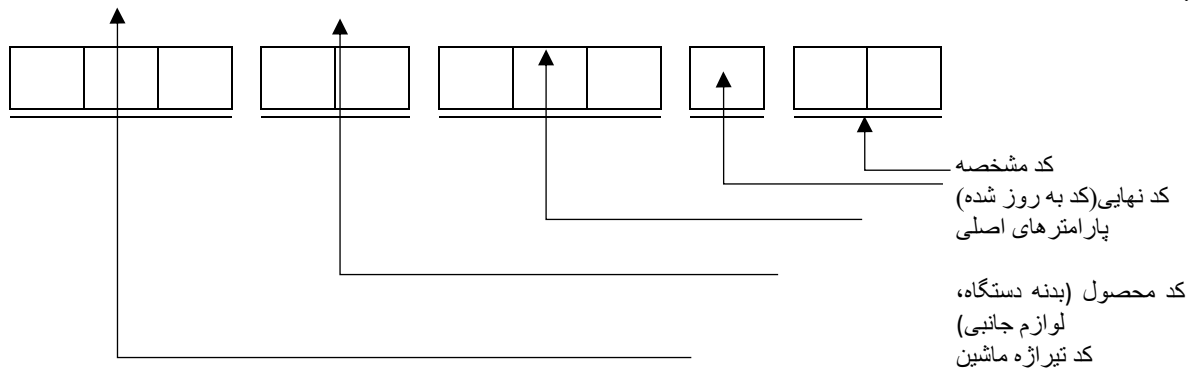 کد مشخصه
کد نهایی(کد به روز شده)
پارامترهای اصلی
کد محصول (بدنه دستگاه،
لوازم جانبی)
کد تیراژه ماشین